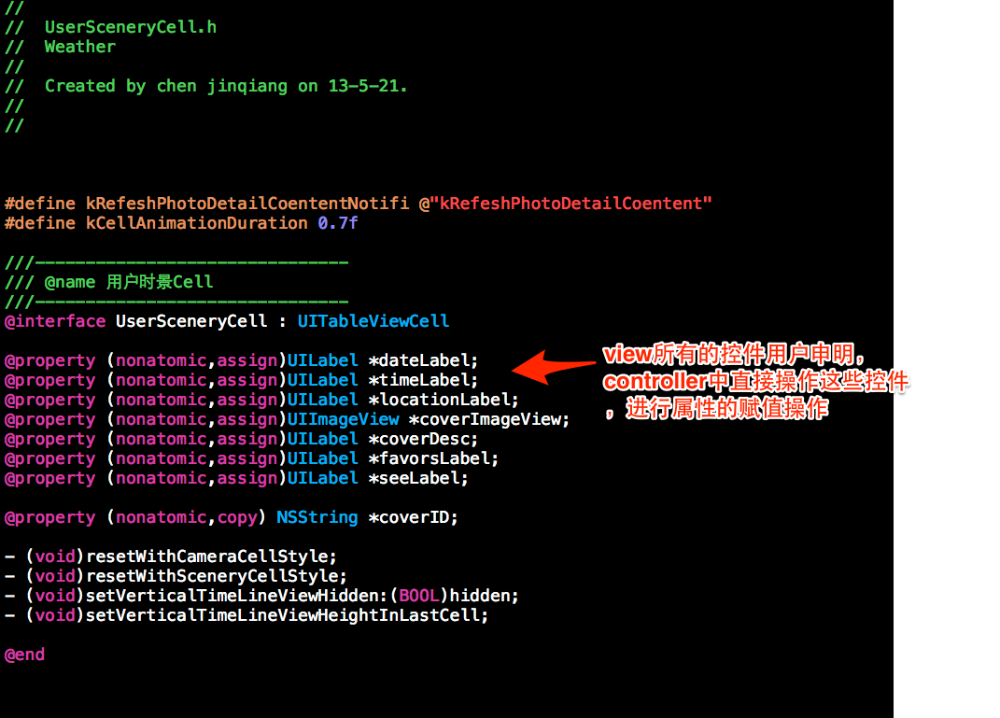 //
//  UserSceneryCell.h
//  Weather
//
//  Created by chen jinqiang on 13-5-21.
//
//
#define kRefeshPhotoDetailCoententNotifi @"kRefeshPhotoDetailCoentent"
#define kCellAnimationDuration 0.7f
///-------------------------------
/// @name 用户时景Cell
///-------------------------------
@interface UserSceneryCell : UITableViewCell
@property (nonatomic,assign)UILabel *dateLabel;
@property (nonatomic,assign)UILabel *timeLabel;
@property (nonatomic,assign)UILabel *locationLabel;
@property (nonatomic,assign)UIImageView *coverImageView;
@property (nonatomic,assign)UILabel *coverDesc;
@property (nonatomic,assign)UILabel *favorsLabel;
@property (nonatomic,assign)UILabel *seeLabel;
view所有的控件用户申明，
controller中直接操作这些控件
，进行属性的赋值操作
@property (nonatomic,copy) NSString *coverID;
- (void)resetWithCameraCellStyle;
- (void)resetWithSceneryCellStyle;
- (void)setVerticalTimeLineViewHidden:(BOOL)hidden;
- (void)setVerticalTimeLineViewHeightInLastCell;
@end